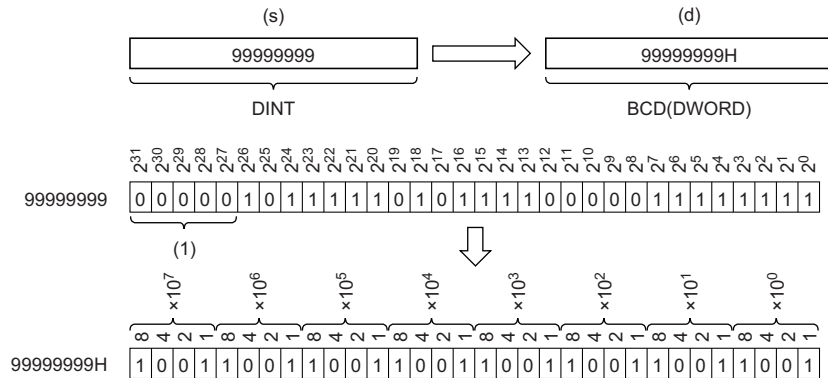 (s) (d)
99999999 99999999H
DINT BCD(DWORD)
2³¹ 2³⁰ 2²⁹ 2²⁸ 2²⁷ 2²⁶ 2²⁵ 2²⁴ 2²³ 2²² 2²¹ 2²⁰ 2¹⁹ 2¹⁸ 2¹⁷ 2¹⁶ 2¹⁵ 2¹⁴ 2¹³ 2¹² 2¹¹ 2¹⁰ 2⁹ 2⁸ 2⁷ 2⁶ 2⁵ 2⁴ 2³ 2² 2¹ 2⁰
99999999 0 0 0 0 0 1 0 1 1 1 1 1 0 1 0 1 1 1 1 0 0 0 0 0 1 1 1 1 1 1 1 1
(1)
×10⁷ ×10⁶ ×10⁵ ×10⁴ ×10³ ×10² ×10¹ ×10⁰
8 4 2 1 8 4 2 1 8 4 2 1 8 4 2 1 8 4 2 1 8 4 2 1 8 4 2 1 8 4 2 1
99999999H 1 0 0 1 1 0 0 1 1 0 0 1 1 0 0 1 1 0 0 1 1 0 0 1 1 0 0 1 1 0 0 1